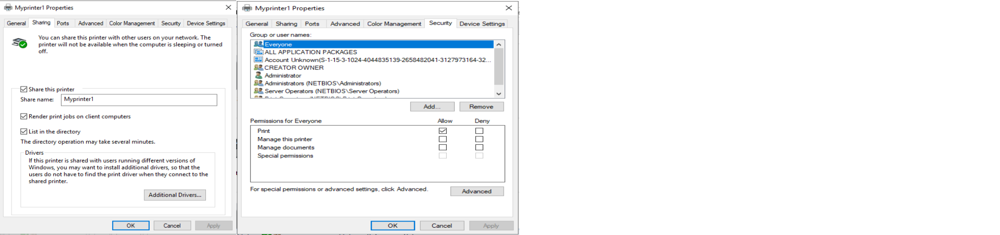 Myprinter1 Properties
General Sharing Ports Advanced Color Management Security Device Settings
You can share this printer with other users on your network. The
printer will not be available when the computer is sleeping or turned
off.
Share this printer
Share name: Myprinter1
Render print jobs on client computers
List in the directory
The directory operation may take several minutes.
Drivers
If this printer is shared with users running different versions of
Windows, you may want to install additional drivers, so that the
users do not have to find the print driver when they connect to the
shared printer.
Additional Drivers...
OK Cancel Apply
Myprinter1 Properties
General Sharing Ports Advanced Color Management Security Device Settings
Group or user names:
Everyone
ALL APPLICATION PACKAGES
Account Unknown(S-1-15-3-1024-4044835139-2658482041-3127973164-32...
CREATOR OWNER
Administrator
Administrators (NETBIOS\Administrators)
Server Operators (NETBIOS\Server Operators)
Add... Remove
Permissions for Everyone Allow Deny
Print
Manage this printer
Manage documents
Special permissions
For special permissions or advanced settings, click Advanced.
Advanced
OK Cancel Apply